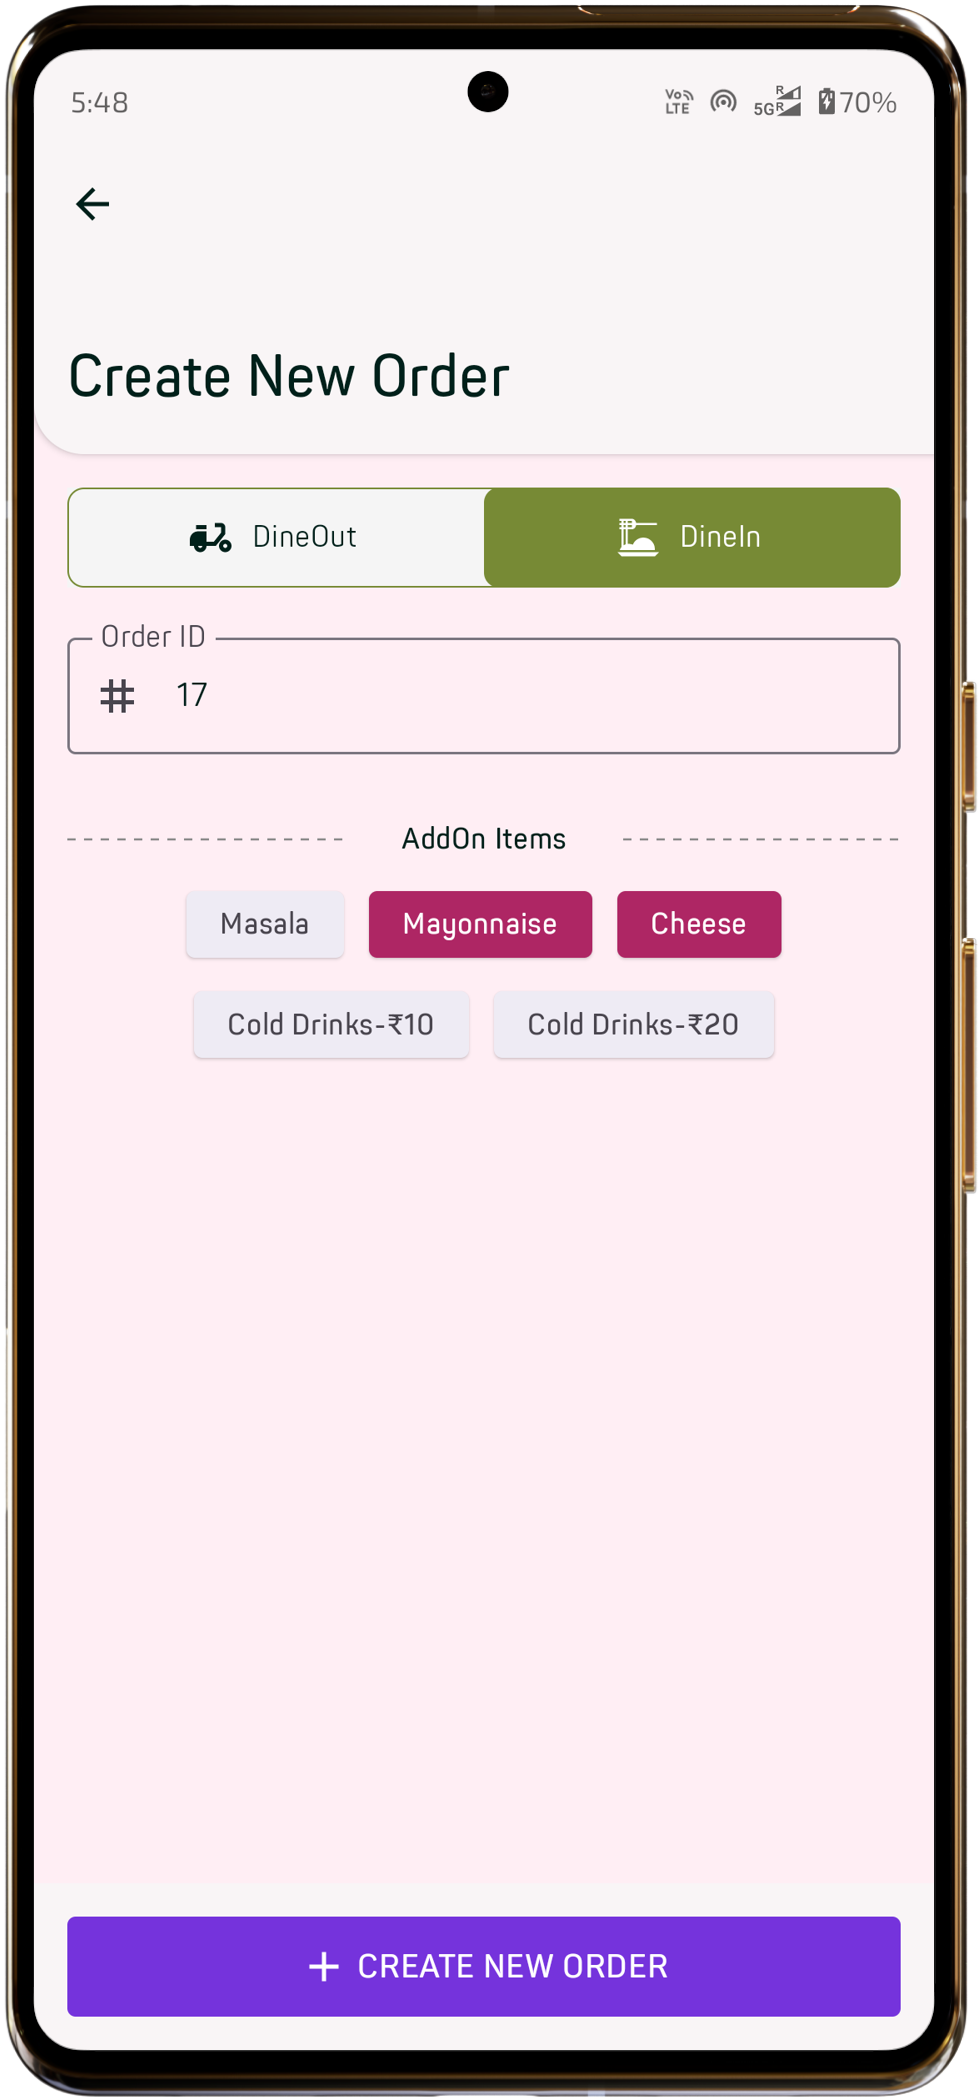 5:48
Vo LTE 5G R R 70%
Create New Order
DineOut DineIn
Order ID
# 17
AddOn Items
Masala Mayonnaise Cheese
Cold Drinks-₹10 Cold Drinks-₹20
+ CREATE NEW ORDER